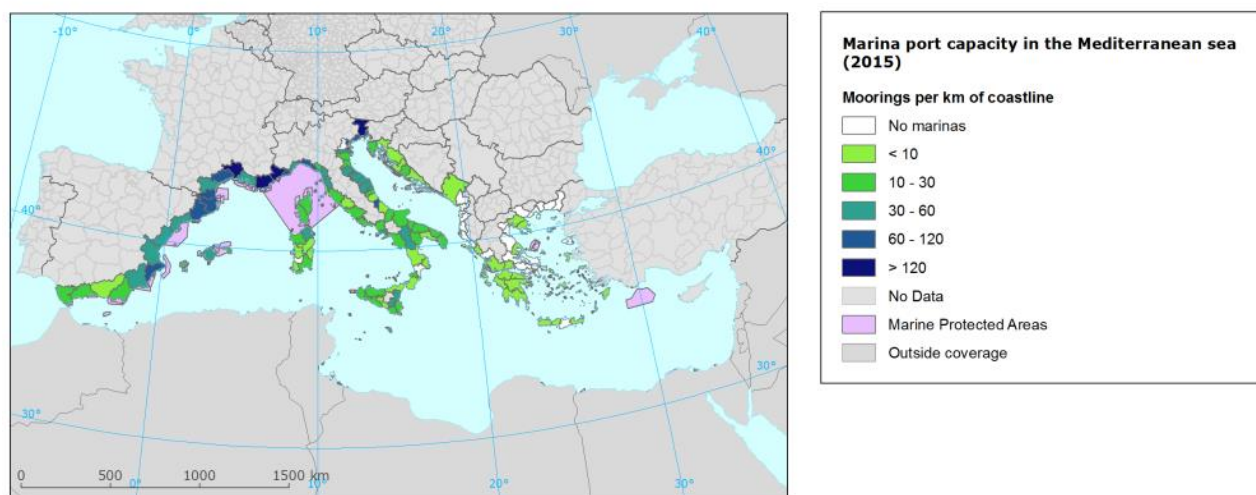 -10°
0°
10°
20°
30°
40°
40°
40°
30°
30°
0 500 1000 1500 km
0°
10°
20°
30°
Marina port capacity in the Mediterranean sea
(2015)
Moorings per km of coastline
No marinas
< 10
10 - 30
30 - 60
60 - 120
> 120
No Data
Marine Protected Areas
Outside coverage